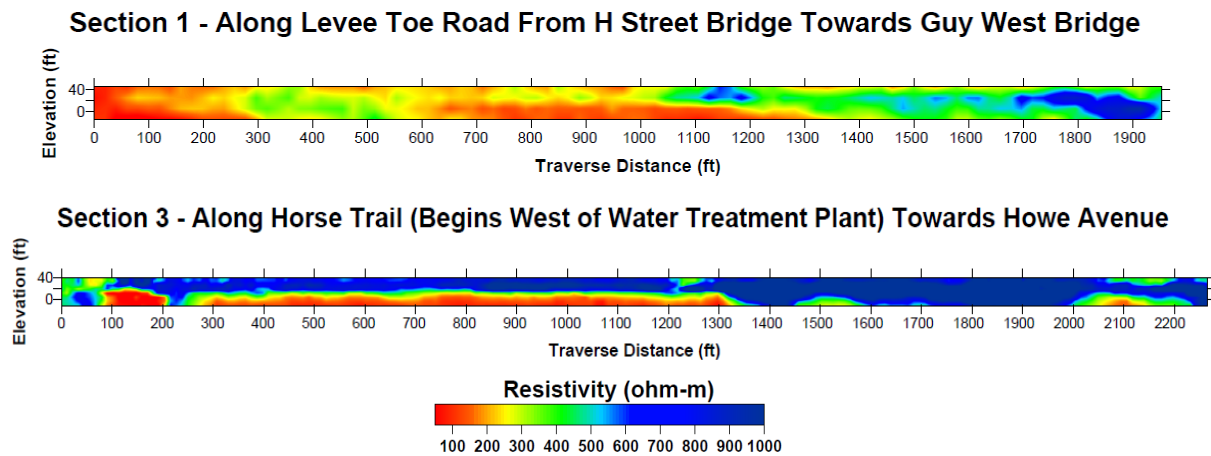 Section 1 - Along Levee Toe Road From H Street Bridge Towards Guy West Bridge
Elevation (ft)
40
0
0 100 200 300 400 500 600 700 800 900 1000 1100 1200 1300 1400 1500 1600 1700 1800 1900
Traverse Distance (ft)
Section 3 - Along Horse Trail (Begins West of Water Treatment Plant) Towards Howe Avenue
Elevation (ft)
40
0
0 100 200 300 400 500 600 700 800 900 1000 1100 1200 1300 1400 1500 1600 1700 1800 1900 2000 2100 2200
Traverse Distance (ft)
Resistivity (ohm-m)
100 200 300 400 500 600 700 800 900 1000